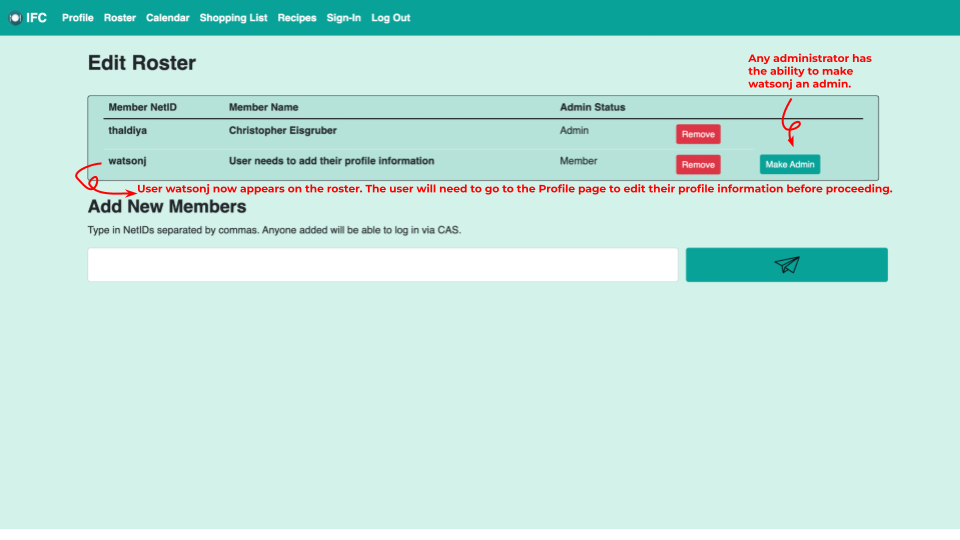 IFC Profile Roster Calendar Shopping List Recipes Sign-In Log Out
Edit Roster
Any administrator has
the ability to make
watsonj an admin.
Member NetID Member Name Admin Status
thaldiya Christopher Eisgruber Admin Remove
watsonj User needs to add their profile information Member Remove Make Admin
User watsonj now appears on the roster. The user will need to go to the Profile page to edit their profile information before proceeding.
Add New Members
Type in NetIDs separated by commas. Anyone added will be able to log in via CAS.